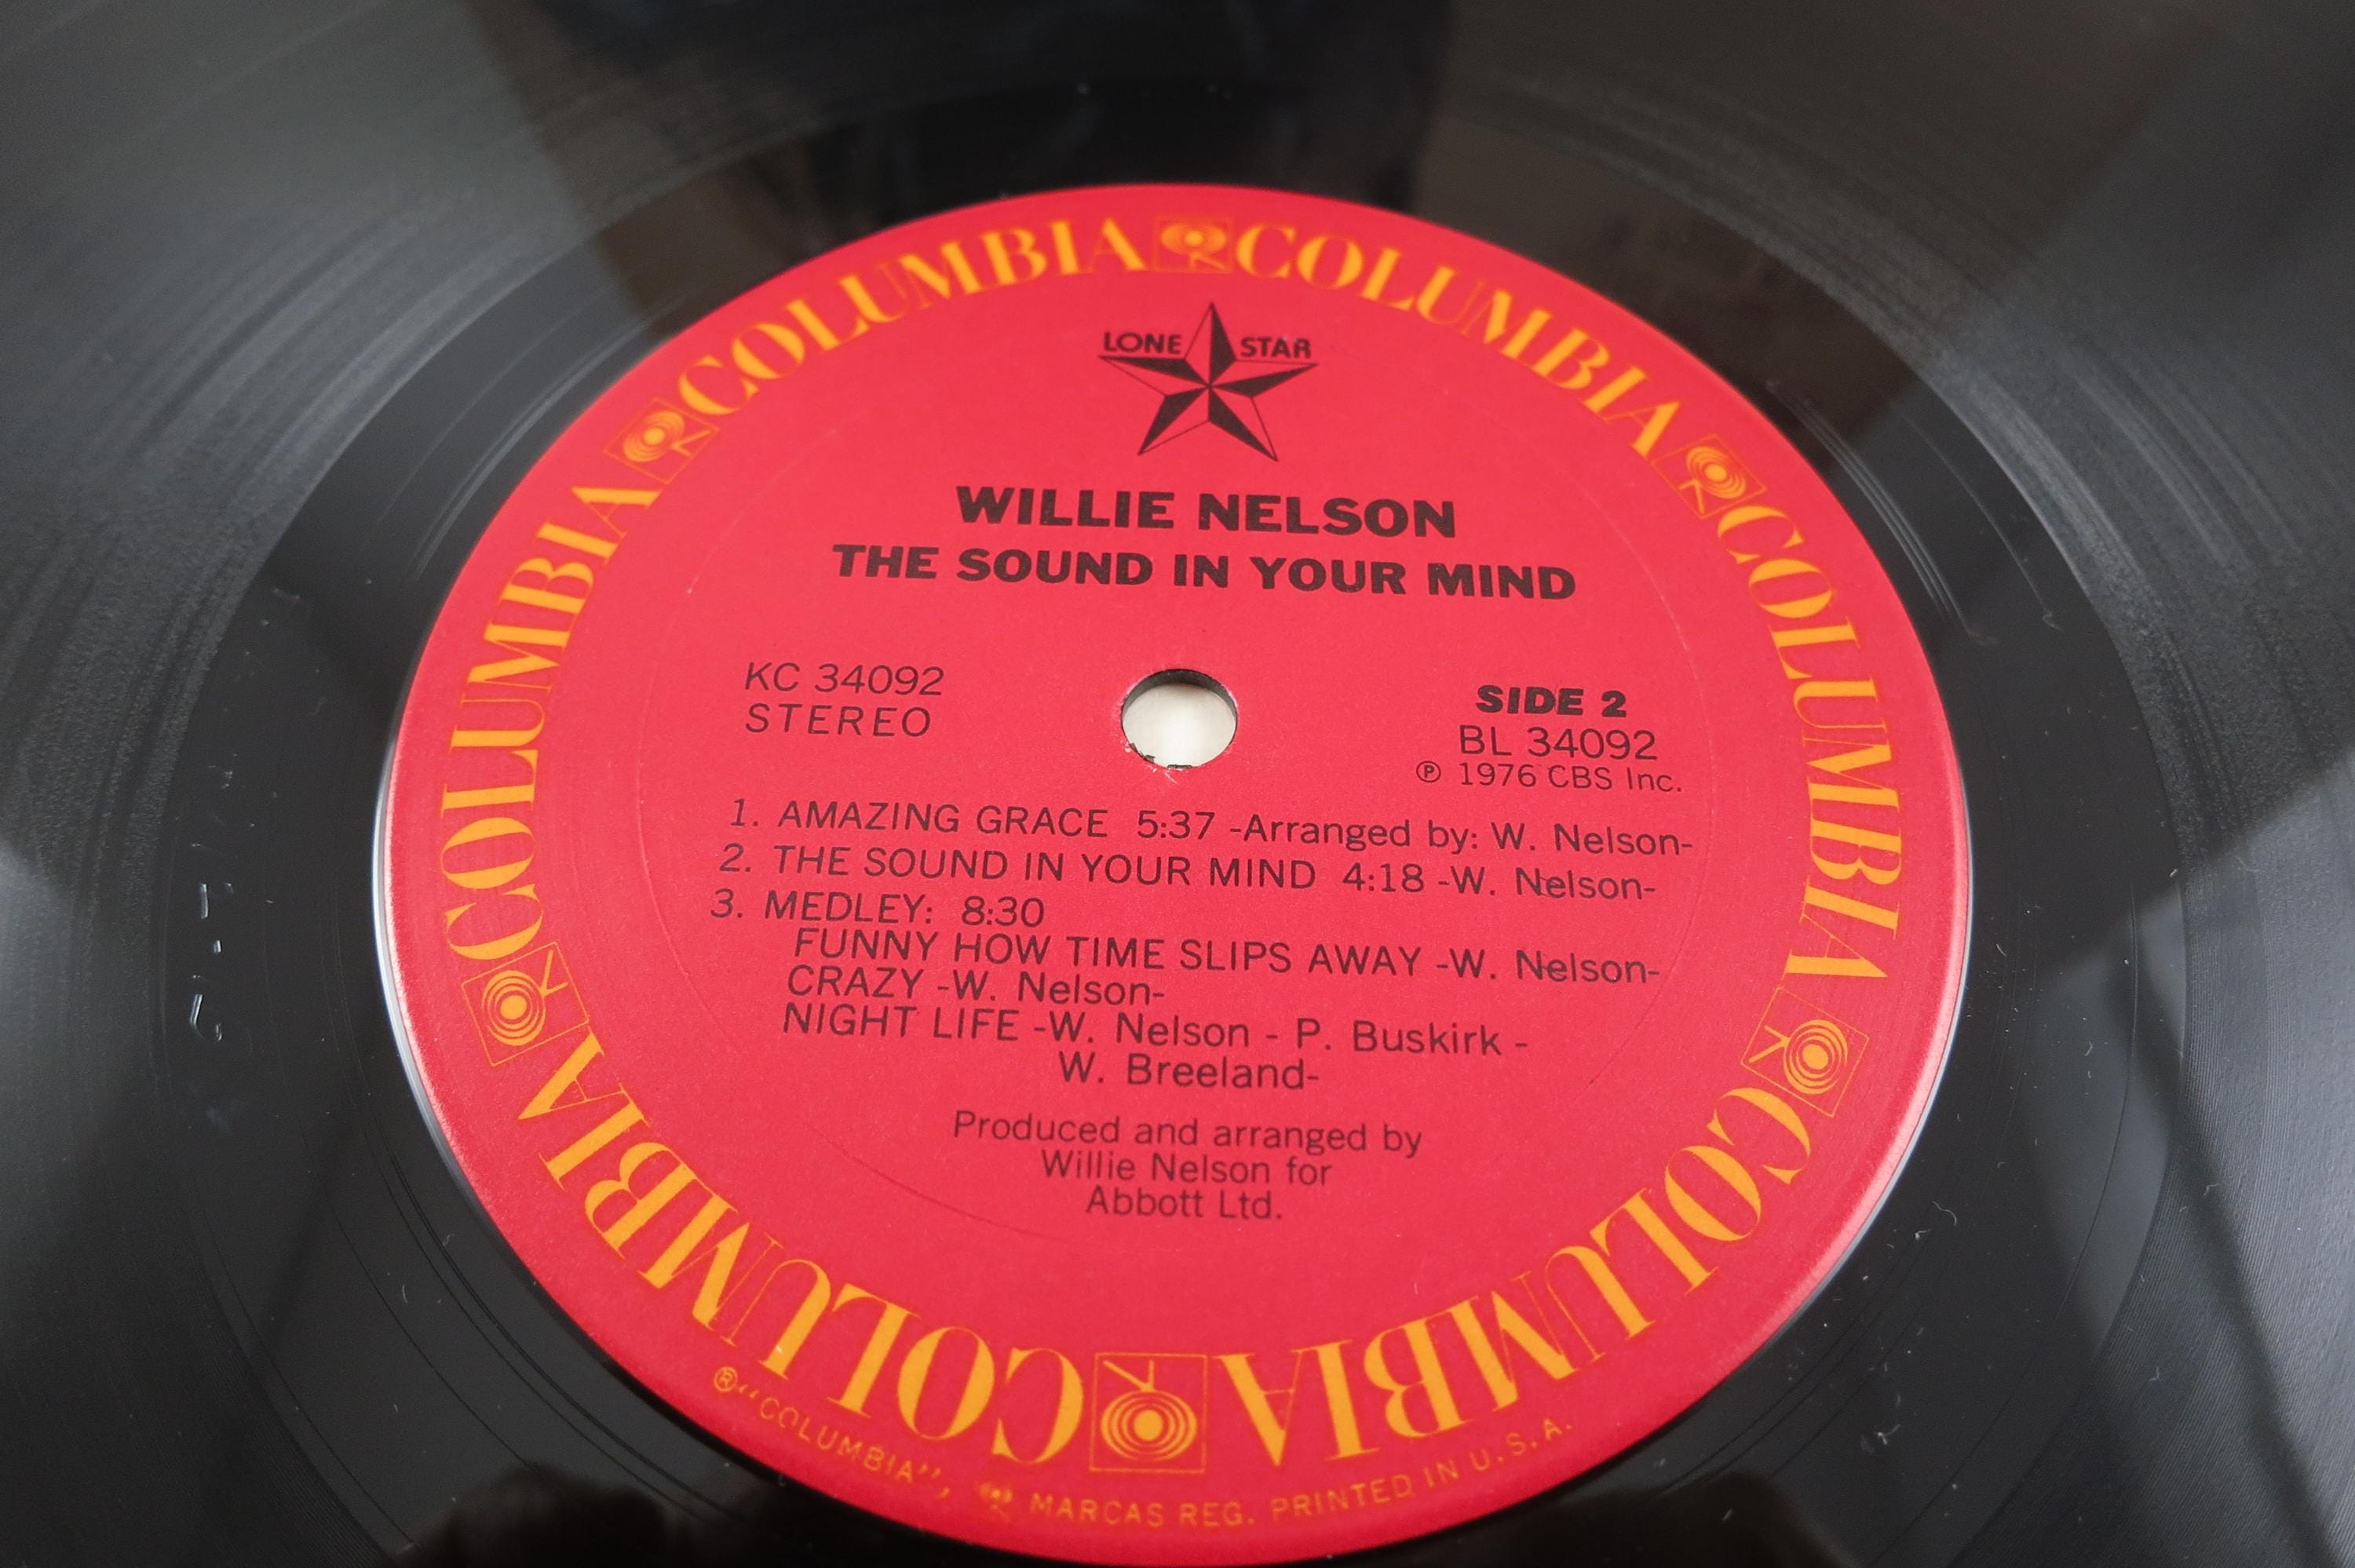 COLUMBIA COLUMBIA COLUMBIA COLUMBIA COLUMBIA COLUMBIA
LONE STAR
WILLIE NELSON
THE SOUND IN YOUR MIND
KC 34092
STEREO
SIDE 2
BL 34092
℗ 1976 CBS Inc.
1. AMAZING GRACE 5:37 -Arranged by: W. Nelson-
2. THE SOUND IN YOUR MIND 4:18 -W. Nelson-
3. MEDLEY: 8:30
FUNNY HOW TIME SLIPS AWAY -W. Nelson-
CRAZY -W. Nelson-
NIGHT LIFE -W. Nelson - P. Buskirk -
W. Breeland-
Produced and arranged by
Willie Nelson for
Abbott Ltd.
® "COLUMBIA", MARCAS REG. PRINTED IN U.S.A.